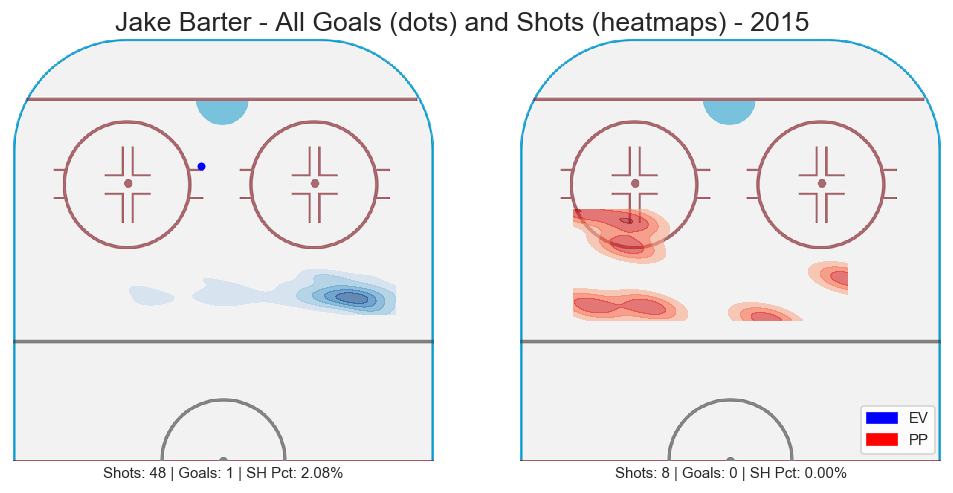 Jake Barter - All Goals (dots) and Shots (heatmaps) - 2015
EV
PP
Shots: 48 | Goals: 1 | SH Pct: 2.08%
Shots: 8 | Goals: 0 | SH Pct: 0.00%